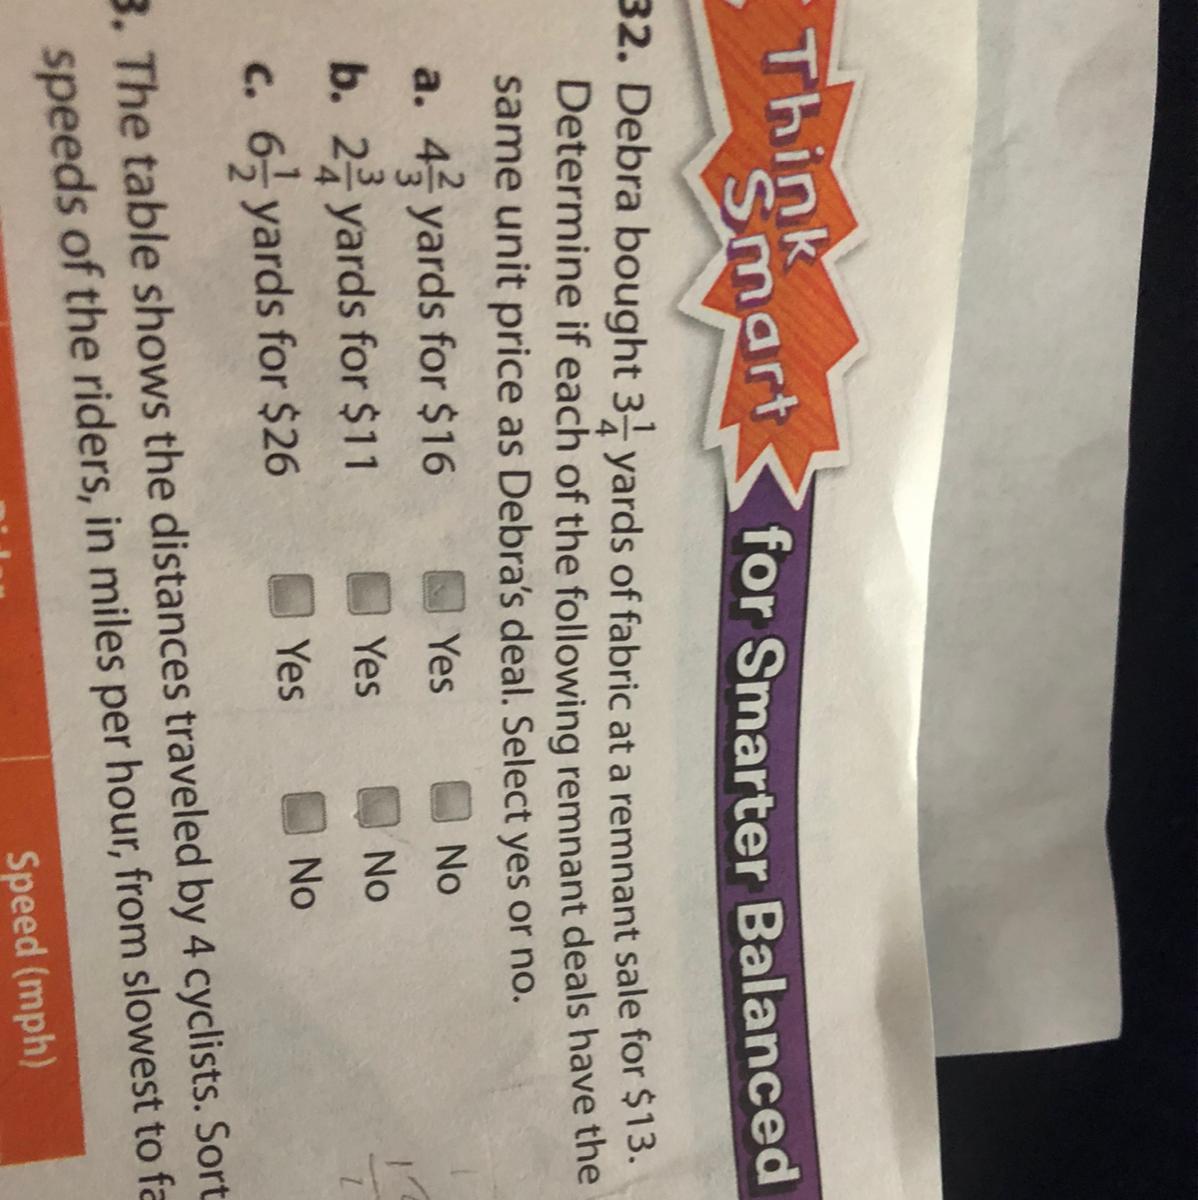 Think
Smart
for Smarter Balanced
32. Debra bought 3 1/4 yards of fabric at a remnant sale for $13.
Determine if each of the following remnant deals have the
same unit price as Debra's deal. Select yes or no.
a. 4 2/3 yards for $16 Yes No
b. 2 3/4 yards for $11 Yes No
c. 6 1/2 yards for $26 Yes No
3. The table shows the distances traveled by 4 cyclists. Sort
speeds of the riders, in miles per hour, from slowest to fa
Speed (mph)